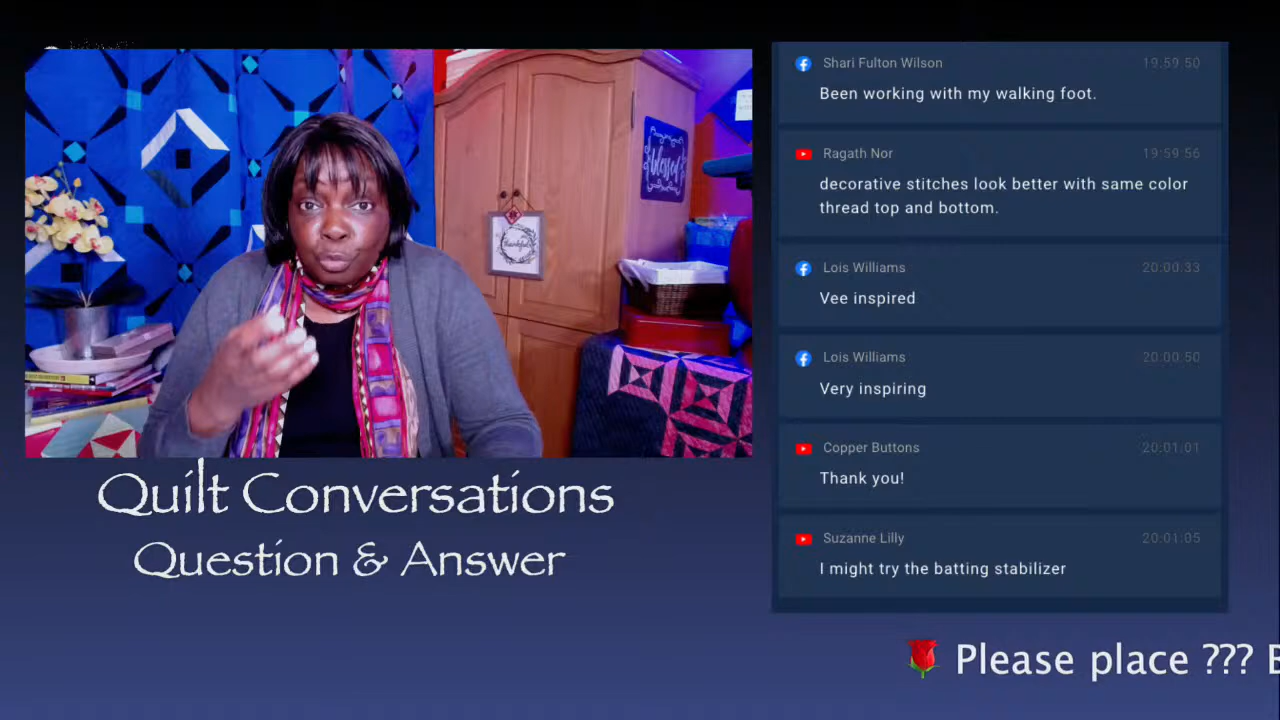 blessed
thankful
Quilt Conversations
Question & Answer
Shari Fulton Wilson 19:59:50
Been working with my walking foot.
Ragath Nor 19:59:56
decorative stitches look better with same color
thread top and bottom.
Lois Williams 20:00:33
Vee inspired
Lois Williams 20:00:50
Very inspiring
Copper Buttons 20:01:01
Thank you!
Suzanne Lilly 20:01:05
I might try the batting stabilizer
Please place ???